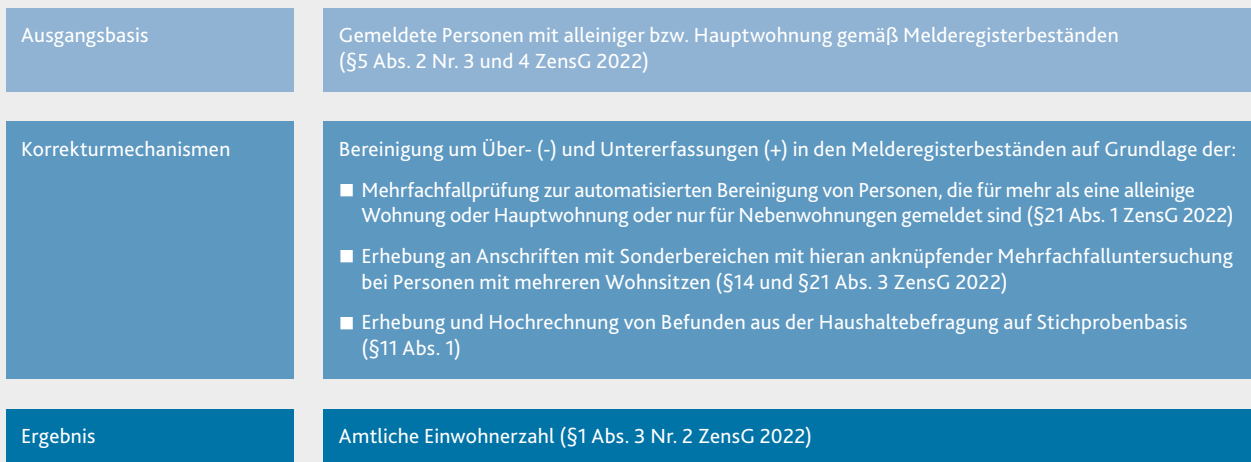 Ausgangsbasis
Gemeldete Personen mit alleiniger bzw. Hauptwohnung gemäß Melderegisterbeständen
(§5 Abs. 2 Nr. 3 und 4 ZensG 2022)
Korrekturmechanismen
Bereinigung um Über- (-) und Untererfassungen (+) in den Melderegisterbeständen auf Grundlage der:
■ Mehrfachfallprüfung zur automatisierten Bereinigung von Personen, die für mehr als eine alleinige
Wohnung oder Hauptwohnung oder nur für Nebenwohnungen gemeldet sind (§21 Abs. 1 ZensG 2022)
■ Erhebung an Anschriften mit Sonderbereichen mit hieran anknüpfender Mehrfachfalluntersuchung
bei Personen mit mehreren Wohnsitzen (§14 und §21 Abs. 3 ZensG 2022)
■ Erhebung und Hochrechnung von Befunden aus der Haushaltebefragung auf Stichprobenbasis
(§11 Abs. 1)
Ergebnis
Amtliche Einwohnerzahl (§1 Abs. 3 Nr. 2 ZensG 2022)